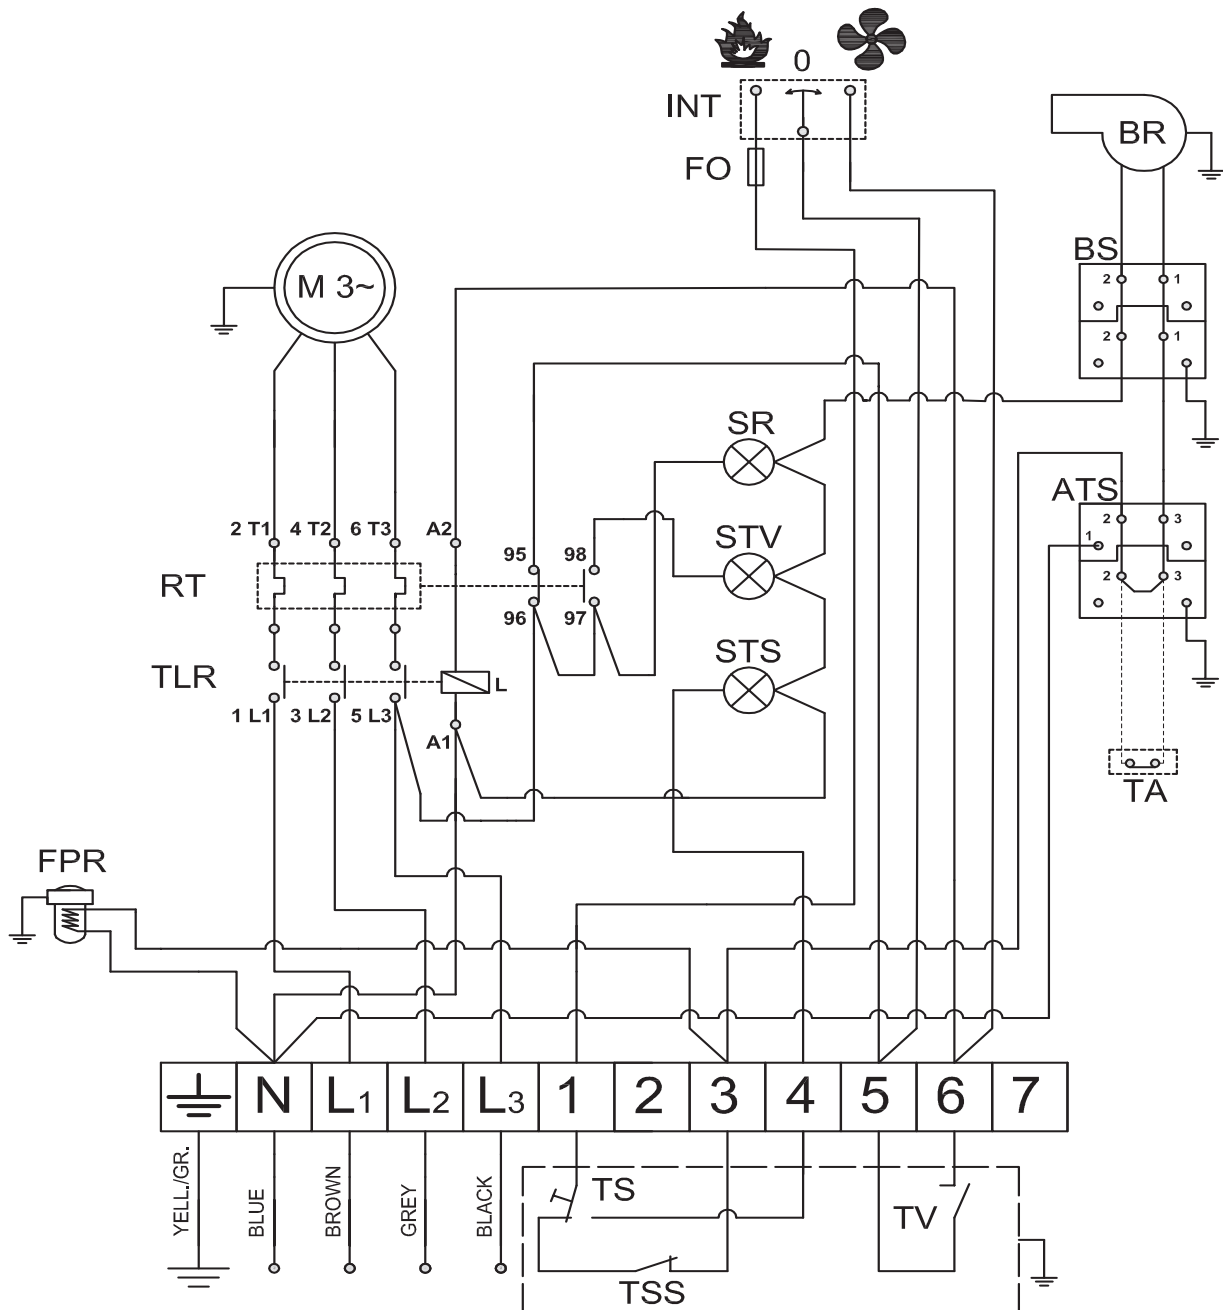 0
INT
BR
FO
BS
M 3~
2 1
2 1
SR
ATS
2 T1 4 T2 6 T3 A2
2 3
1
STV
95 98
RT
2 3
96 97
STS
TLR
L
1 L1 3 L2 5 L3
A1
TA
FPR
N L1 L2 L3 1 2 3 4 5 6 7
YELL./GR.
BLUE
BROWN
GREY
BLACK
TS
TV
TSS